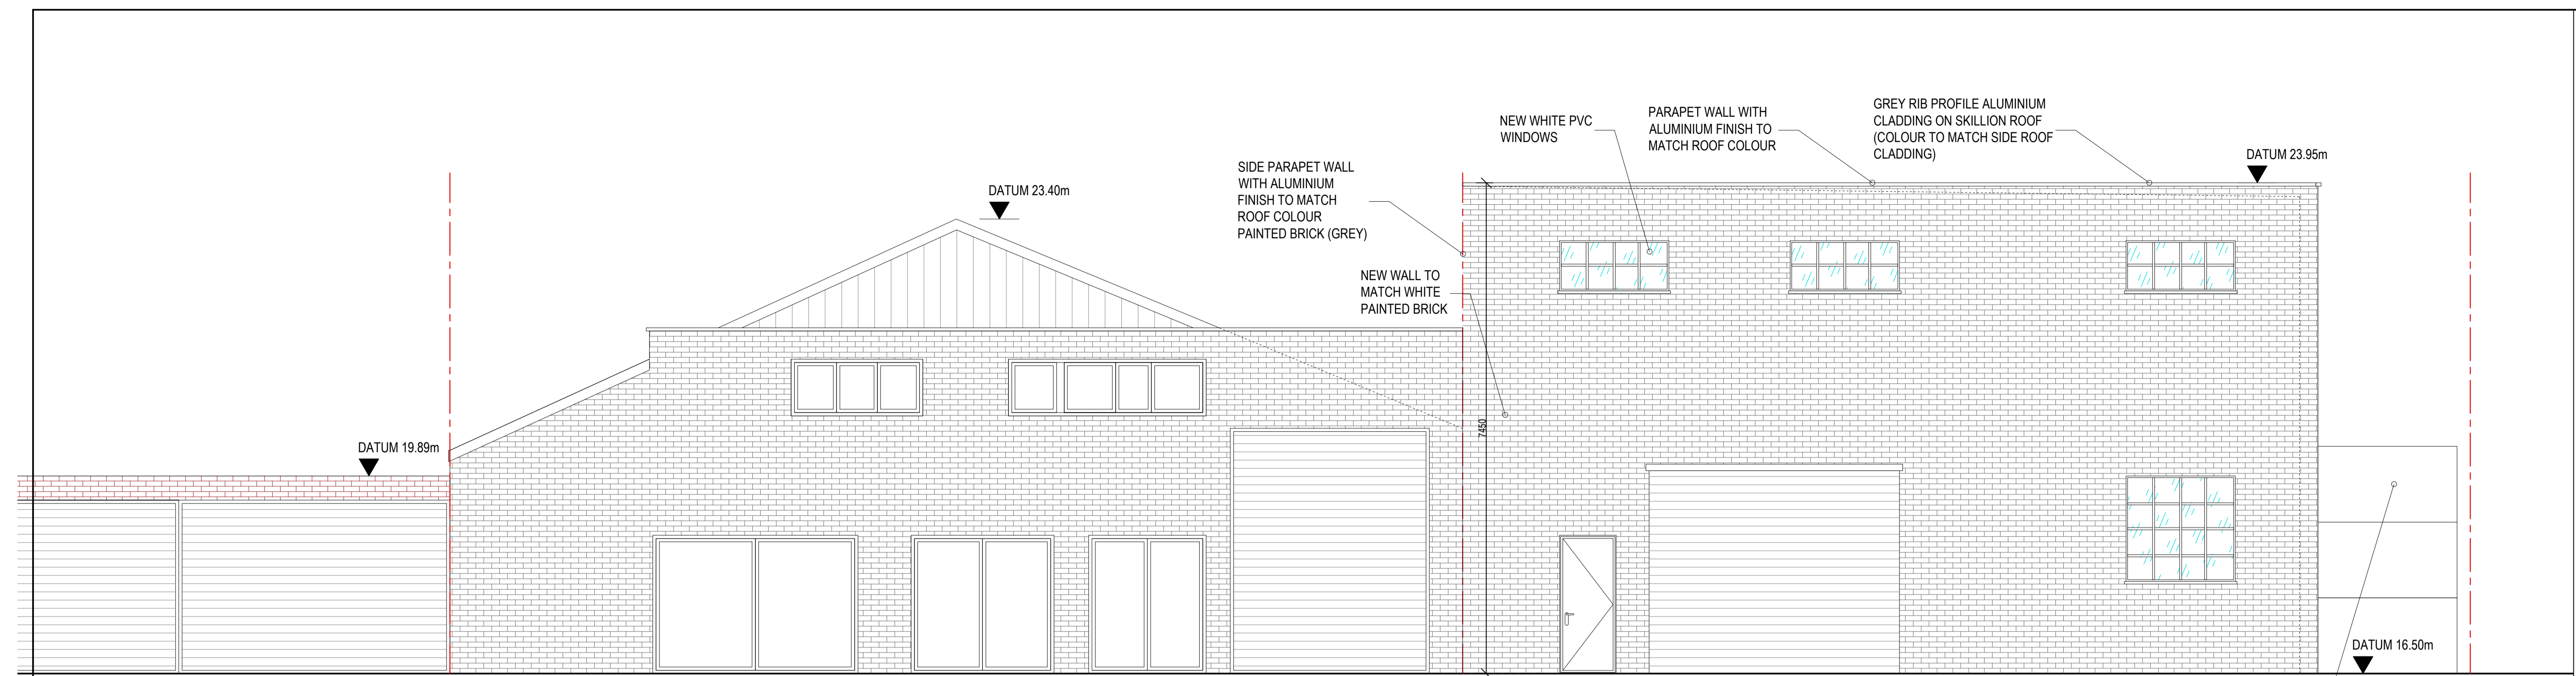 GREY RIB PROFILE ALUMINIUM
CLADDING ON SKILLION ROOF
(COLOUR TO MATCH SIDE ROOF
CLADDING)
PARAPET WALL WITH
ALUMINIUM FINISH TO
MATCH ROOF COLOUR
NEW WHITE PVC
WINDOWS
DATUM 23.95m
SIDE PARAPET WALL
WITH ALUMINIUM
FINISH TO MATCH
ROOF COLOUR
PAINTED BRICK (GREY)
DATUM 23.40m
NEW WALL TO
MATCH WHITE
PAINTED BRICK
7450
DATUM 19.89m
DATUM 16.50m